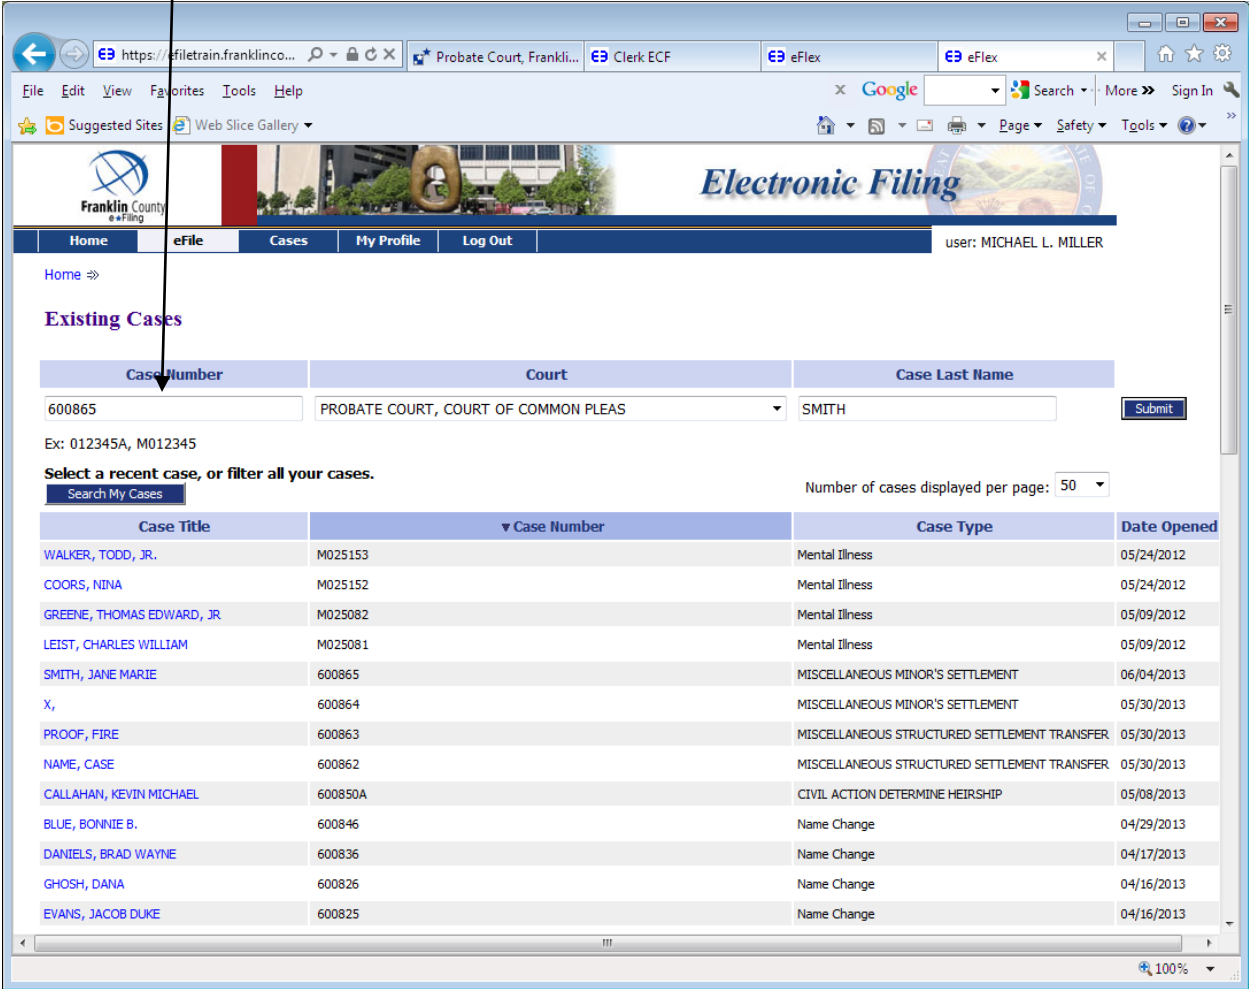 https://efiletrain.franklinco...
Probate Court, Frankli...
Clerk ECF
eFlex
eFlex
File Edit View Favorites Tools Help
x Google Search More » Sign In
Suggested Sites Web Slice Gallery
Page Safety Tools
Franklin County
e★Filing
Electronic Filing
Home eFile Cases My Profile Log Out
user: MICHAEL L. MILLER
Home
Existing Cases
Case Number Court Case Last Name
600865 PROBATE COURT, COURT OF COMMON PLEAS SMITH Submit
Ex: 012345A, M012345
Select a recent case, or filter all your cases.
Search My Cases
Number of cases displayed per page: 50
Case Title ▼Case Number Case Type Date Opened
WALKER, TODD, JR. M025153 Mental Illness 05/24/2012
COORS, NINA M025152 Mental Illness 05/24/2012
GREENE, THOMAS EDWARD, JR M025082 Mental Illness 05/09/2012
LEIST, CHARLES WILLIAM M025081 Mental Illness 05/09/2012
SMITH, JANE MARIE 600865 MISCELLANEOUS MINOR'S SETTLEMENT 06/04/2013
X, 600864 MISCELLANEOUS MINOR'S SETTLEMENT 05/30/2013
PROOF, FIRE 600863 MISCELLANEOUS STRUCTURED SETTLEMENT TRANSFER 05/30/2013
NAME, CASE 600862 MISCELLANEOUS STRUCTURED SETTLEMENT TRANSFER 05/30/2013
CALLAHAN, KEVIN MICHAEL 600850A CIVIL ACTION DETERMINE HEIRSHIP 05/08/2013
BLUE, BONNIE B. 600846 Name Change 04/29/2013
DANIELS, BRAD WAYNE 600836 Name Change 04/17/2013
GHOSH, DANA 600826 Name Change 04/16/2013
EVANS, JACOB DUKE 600825 Name Change 04/16/2013
100%